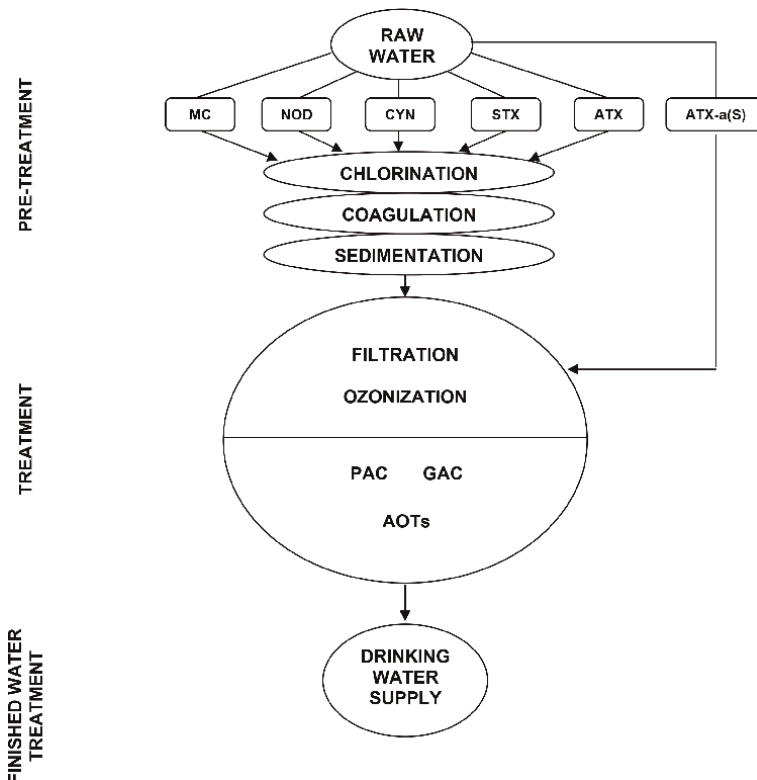 RAW
WATER
PRE-TREATMENT
MC
NOD
CYN
STX
ATX
ATX-a(S)
CHLORINATION
COAGULATION
SEDIMENTATION
TREATMENT
FILTRATION
OZONIZATION
PAC GAC
AOTs
FINISHED WATER
TREATMENT
DRINKING
WATER
SUPPLY